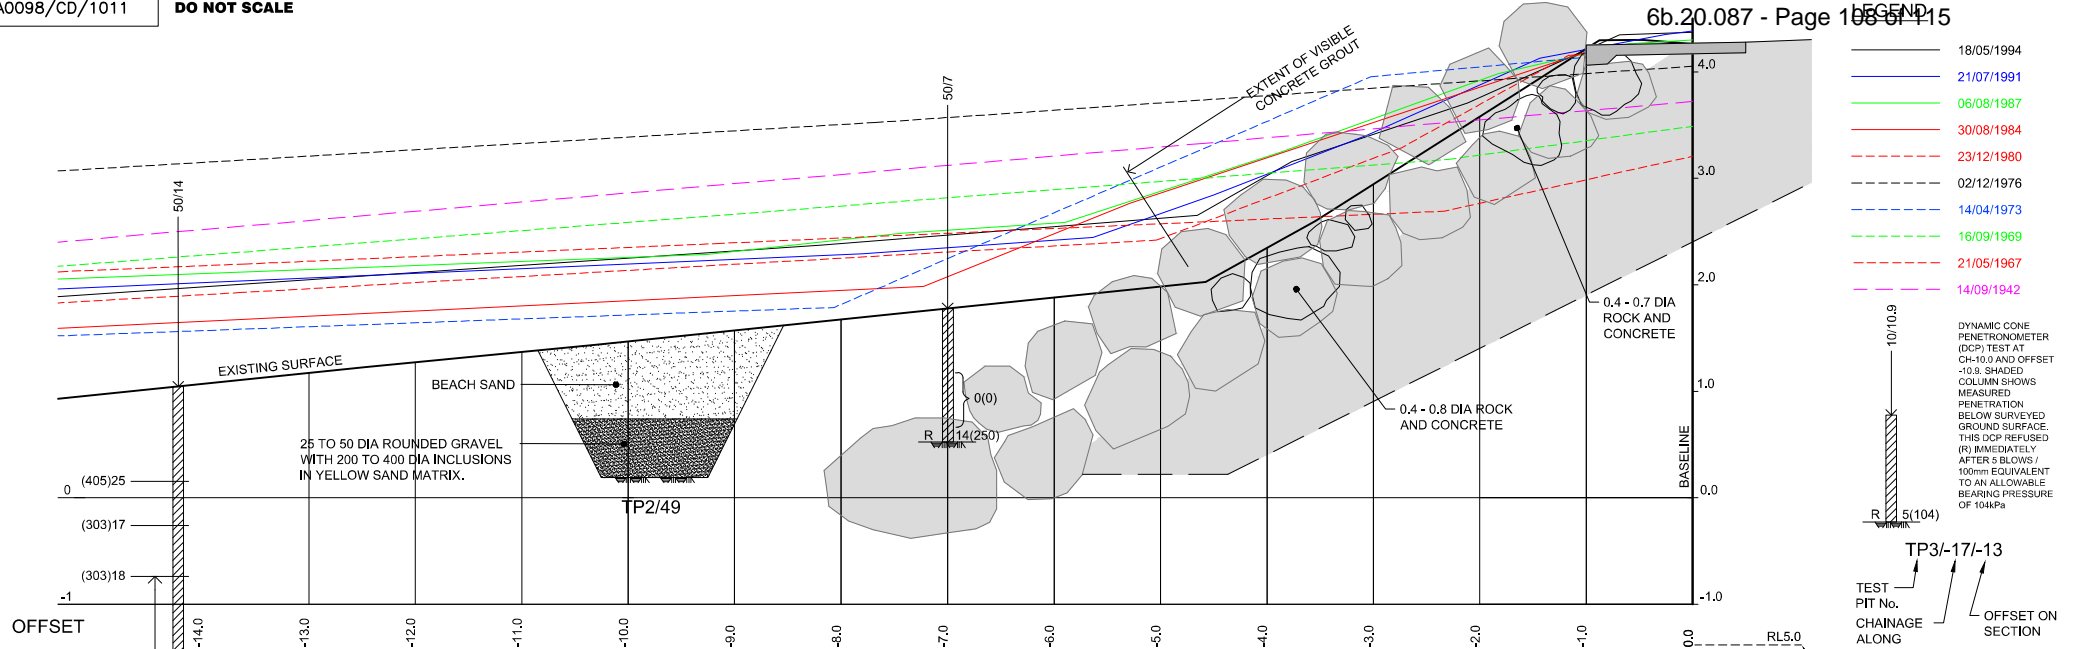 A0098/CD/1011
DO NOT SCALE
6b.20.087 - Page 108 of 115
LEGEND
18/05/1994
21/07/1991
06/08/1987
30/08/1984
23/12/1980
02/12/1976
14/04/1973
16/09/1969
21/05/1967
14/09/1942
10/10.9
DYNAMIC CONE
PENETRONOMETER
(DCP) TEST AT
CH-10.0 AND OFFSET
-10.9. SHADED
COLUMN SHOWS
MEASURED
PENETRATION
BELOW SURVEYED
GROUND SURFACE.
THIS DCP REFUSED
(R) IMMEDIATELY
AFTER 5 BLOWS /
100mm EQUIVALENT
TO AN ALLOWABLE
BEARING PRESSURE
OF 104kPa
R 5(104)
TP3/-17/-13
TEST
PIT No.
CHAINAGE
ALONG
OFFSET ON
SECTION
EXTENT OF VISIBLE
CONCRETE GROUT
50/14
50/7
EXISTING SURFACE
BEACH SAND
25 TO 50 DIA ROUNDED GRAVEL
WITH 200 TO 400 DIA INCLUSIONS
IN YELLOW SAND MATRIX.
TP2/49
0(0)
R 14(250)
0.4 - 0.7 DIA
ROCK AND
CONCRETE
0.4 - 0.8 DIA ROCK
AND CONCRETE
BASELINE
4.0
3.0
2.0
1.0
0.0
-1.0
0
-1
(405)25
(303)17
(303)18
OFFSET
-14.0
-13.0
-12.0
-11.0
-10.0
-9.0
-8.0
-7.0
-6.0
-5.0
-4.0
-3.0
-2.0
-1.0
0.0
RL5.0